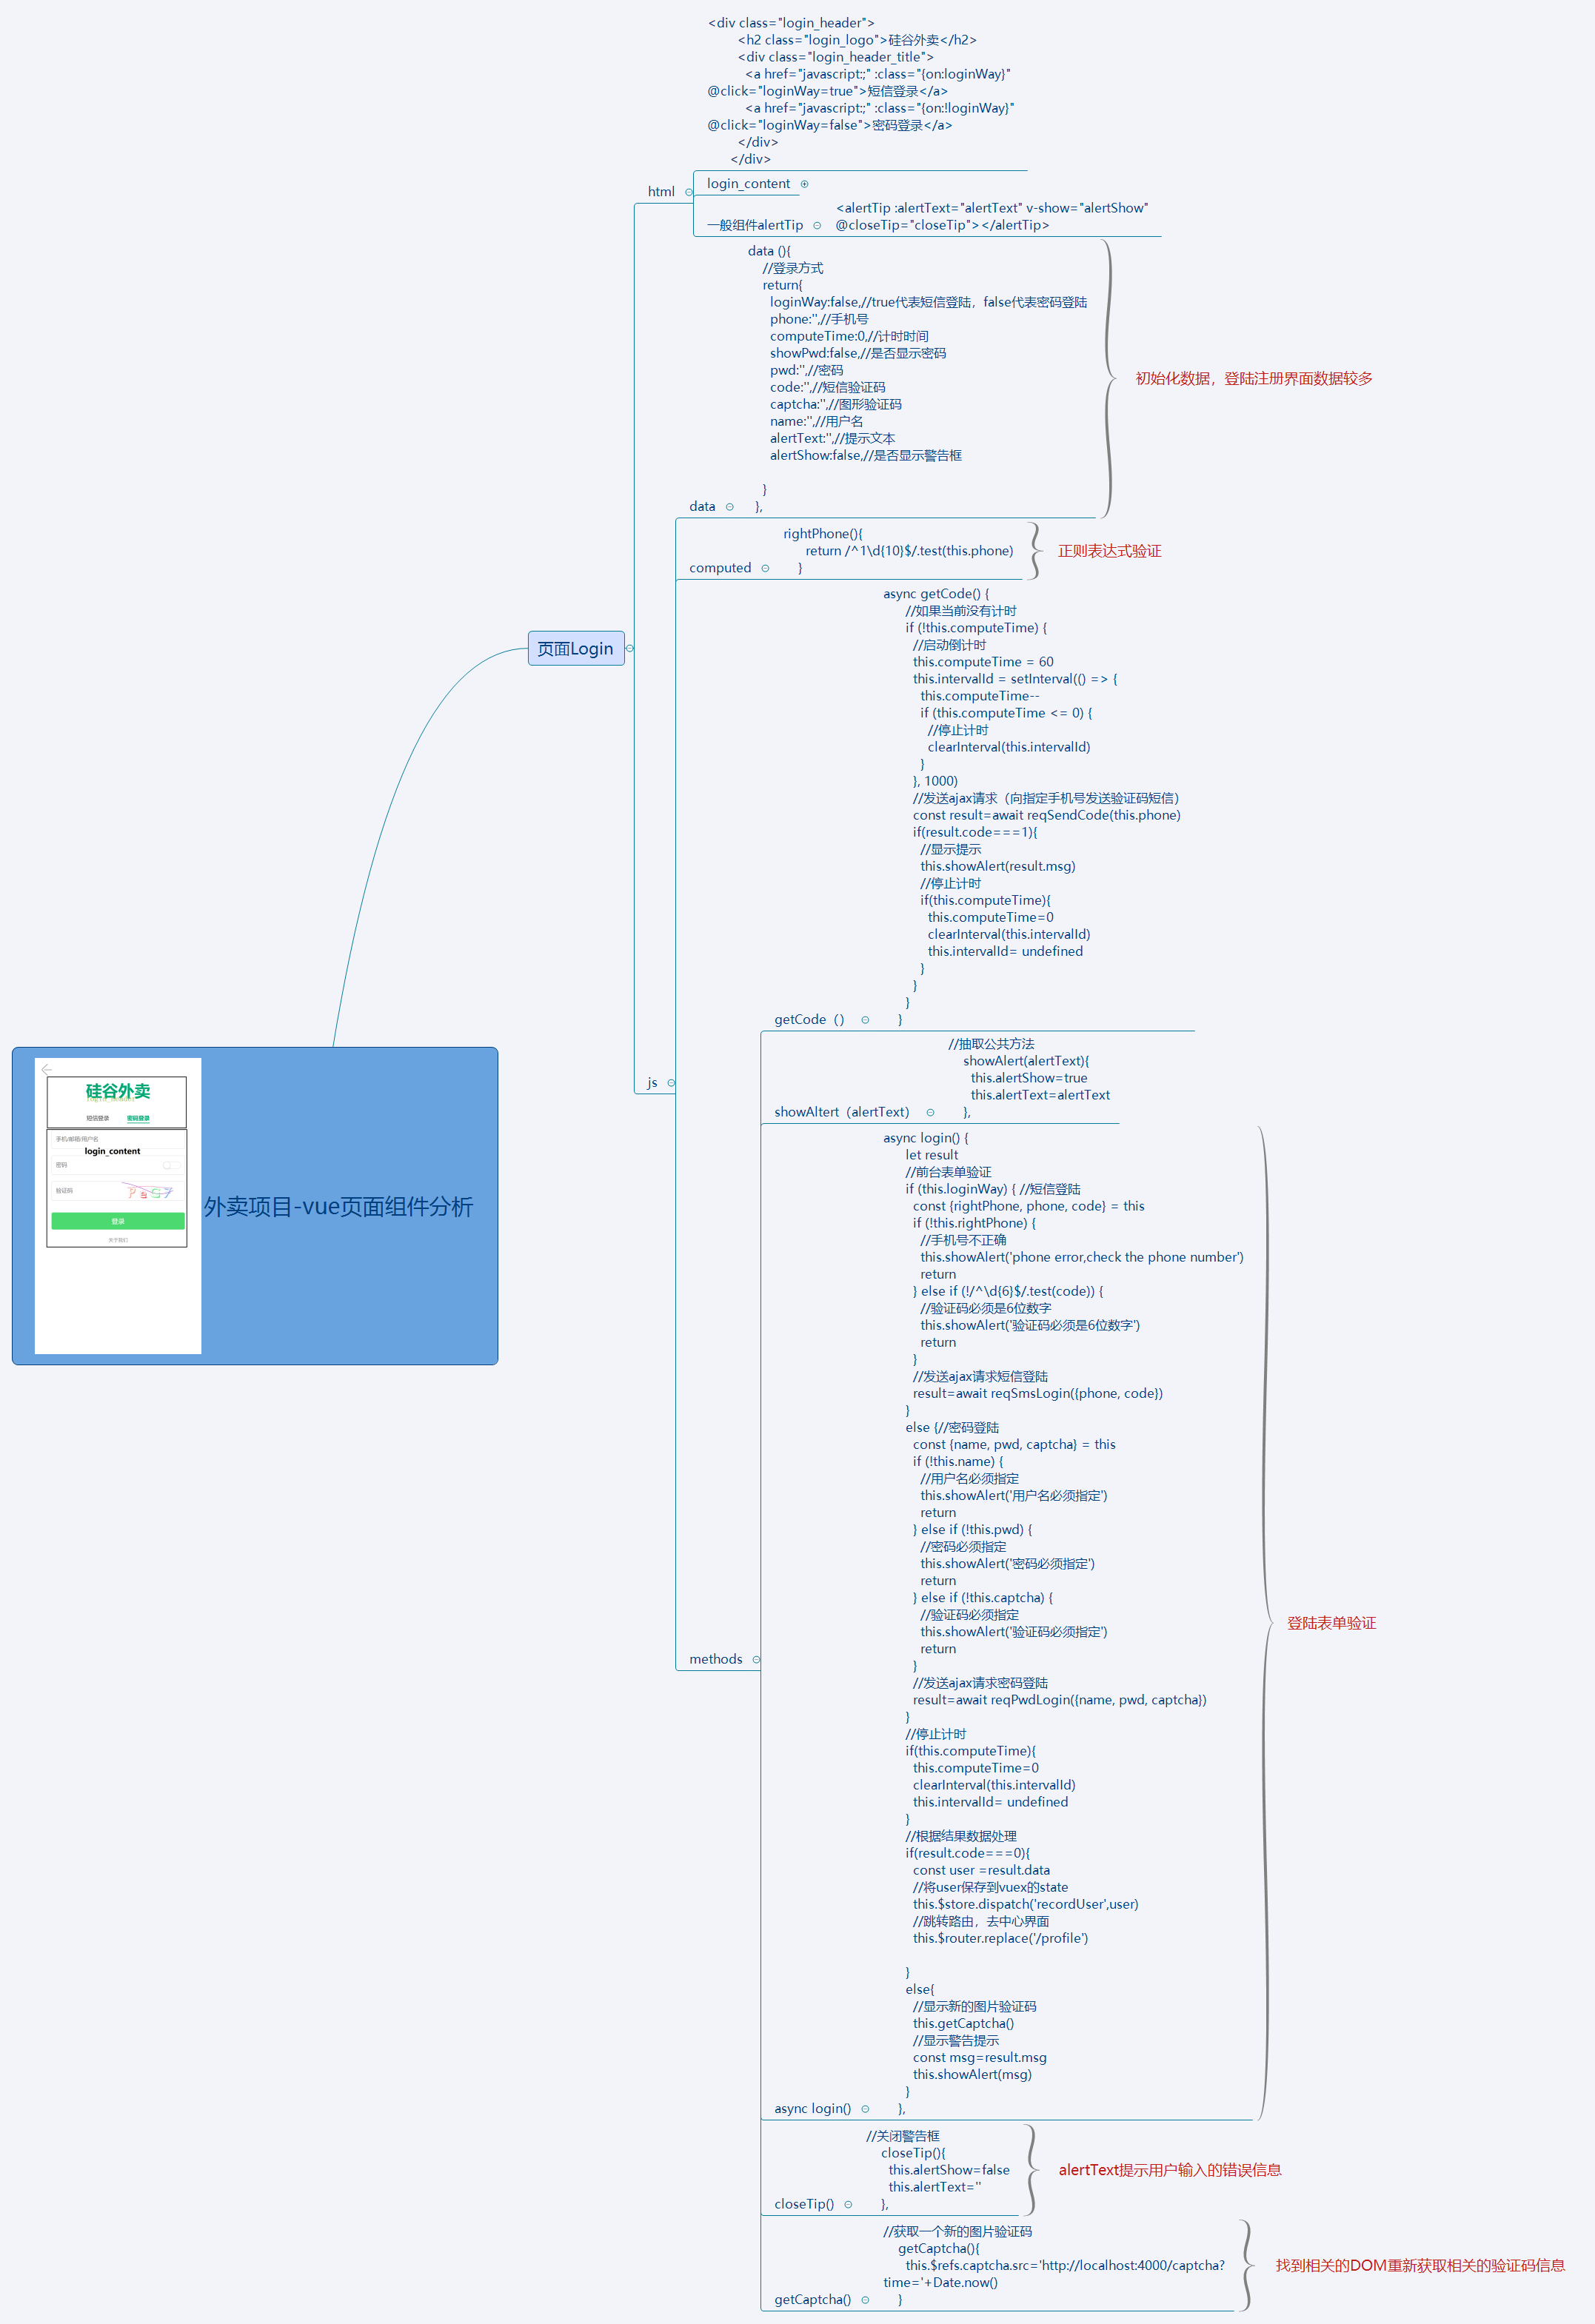 <div class="login_header">
<h2 class="login_logo">硅谷外卖</h2>
<div class="login_header_title">
<a href="javascript:;" :class="{on:loginWay}"
@click="loginWay=true">短信登录</a>
<a href="javascript:;" :class="{on:!loginWay}"
@click="loginWay=false">密码登录</a>
</div>
</div>
html
login_content
一般组件alertTip
<alertTip :alertText="alertText" v-show="alertShow"
@closeTip="closeTip"></alertTip>
data (){
//登录方式
return{
loginWay:false,//true代表短信登陆，false代表密码登陆
phone:'',//手机号
computeTime:0,//计时时间
showPwd:false,//是否显示密码
pwd:'',//密码
code:'',//短信验证码
captcha:'',//图形验证码
name:'',//用户名
alertText:'',//提示文本
alertShow:false,//是否显示警告框
}
},
data
初始化数据，登陆注册界面数据较多
rightPhone(){
return /^1\d{10}$/.test(this.phone)
}
computed
正则表达式验证
页面Login
async getCode() {
//如果当前没有计时
if (!this.computeTime) {
//启动倒计时
this.computeTime = 60
this.intervalId = setInterval(() => {
this.computeTime--
if (this.computeTime <= 0) {
//停止计时
clearInterval(this.intervalId)
}
}, 1000)
//发送ajax请求（向指定手机号发送验证码短信）
const result=await reqSendCode(this.phone)
if(result.code===1){
//显示提示
this.showAlert(result.msg)
//停止计时
if(this.computeTime){
this.computeTime=0
clearInterval(this.intervalId)
this.intervalId= undefined
}
}
}
}
getCode（）
js
//抽取公共方法
showAlert(alertText){
this.alertShow=true
this.alertText=alertText
},
showAltert（alertText）
硅谷外卖
短信登录
密码登录
手机/邮箱/用户名
login_content
密码
验证码
登录
关于我们
外卖项目-vue页面组件分析
async login() {
let result
//前台表单验证
if (this.loginWay) { //短信登陆
const {rightPhone, phone, code} = this
if (!this.rightPhone) {
//手机号不正确
this.showAlert('phone error,check the phone number')
return
} else if (!/^\d{6}$/.test(code)) {
//验证码必须是6位数字
this.showAlert('验证码必须是6位数字')
return
}
//发送ajax请求短信登陆
result=await reqSmsLogin({phone, code})
}
else {//密码登陆
const {name, pwd, captcha} = this
if (!this.name) {
//用户名必须指定
this.showAlert('用户名必须指定')
return
} else if (!this.pwd) {
//密码必须指定
this.showAlert('密码必须指定')
return
} else if (!this.captcha) {
//验证码必须指定
this.showAlert('验证码必须指定')
return
}
//发送ajax请求密码登陆
result=await reqPwdLogin({name, pwd, captcha})
}
//停止计时
if(this.computeTime){
this.computeTime=0
clearInterval(this.intervalId)
this.intervalId= undefined
}
//根据结果数据处理
if(result.code===0){
const user =result.data
//将user保存到vuex的state
this.$store.dispatch('recordUser',user)
//跳转路由，去中心界面
this.$router.replace('/profile')
}
else{
//显示新的图片验证码
this.getCaptcha()
//显示警告提示
const msg=result.msg
this.showAlert(msg)
}
},
async login()
登陆表单验证
methods
//关闭警告框
closeTip(){
this.alertShow=false
this.alertText=''
},
closeTip()
alertText提示用户输入的错误信息
//获取一个新的图片验证码
getCaptcha(){
this.$refs.captcha.src='http://localhost:4000/captcha?
time='+Date.now()
}
getCaptcha()
找到相关的DOM重新获取相关的验证码信息